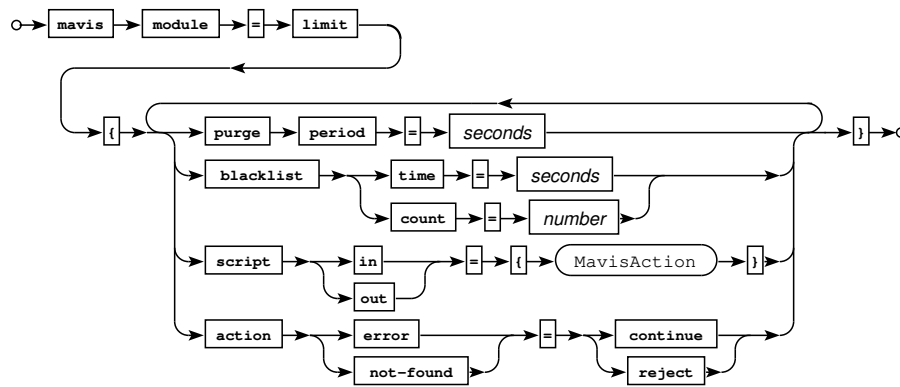 mavis module = limit
{ purge period = seconds }
blacklist time = seconds
count = number
script in = { MavisAction }
out
action error = continue
not-found reject